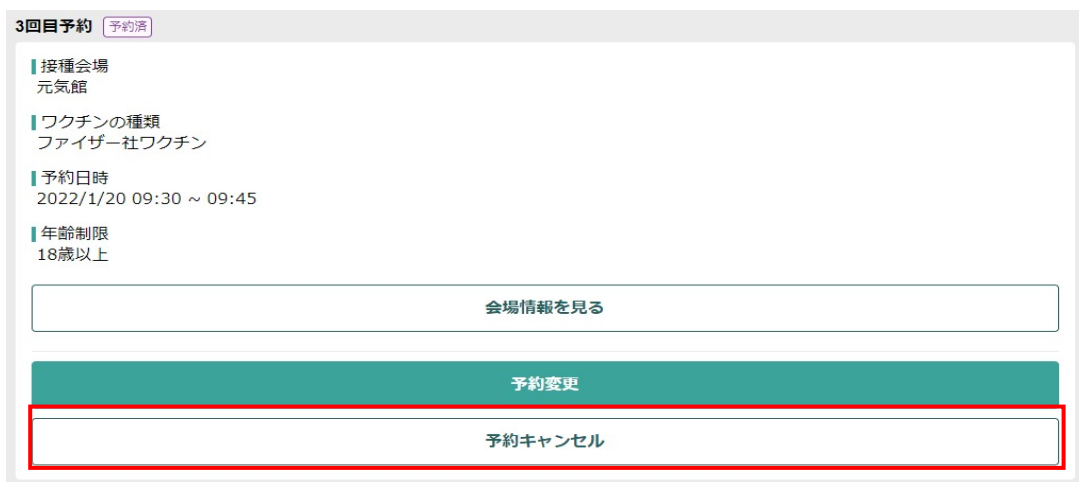 3回目予約 予約済
接種会場
元気館
ワクチンの種類
ファイザー社ワクチン
予約日時
2022/1/20 09:30 ~ 09:45
年齢制限
18歳以上
会場情報を見る
予約変更
予約キャンセル